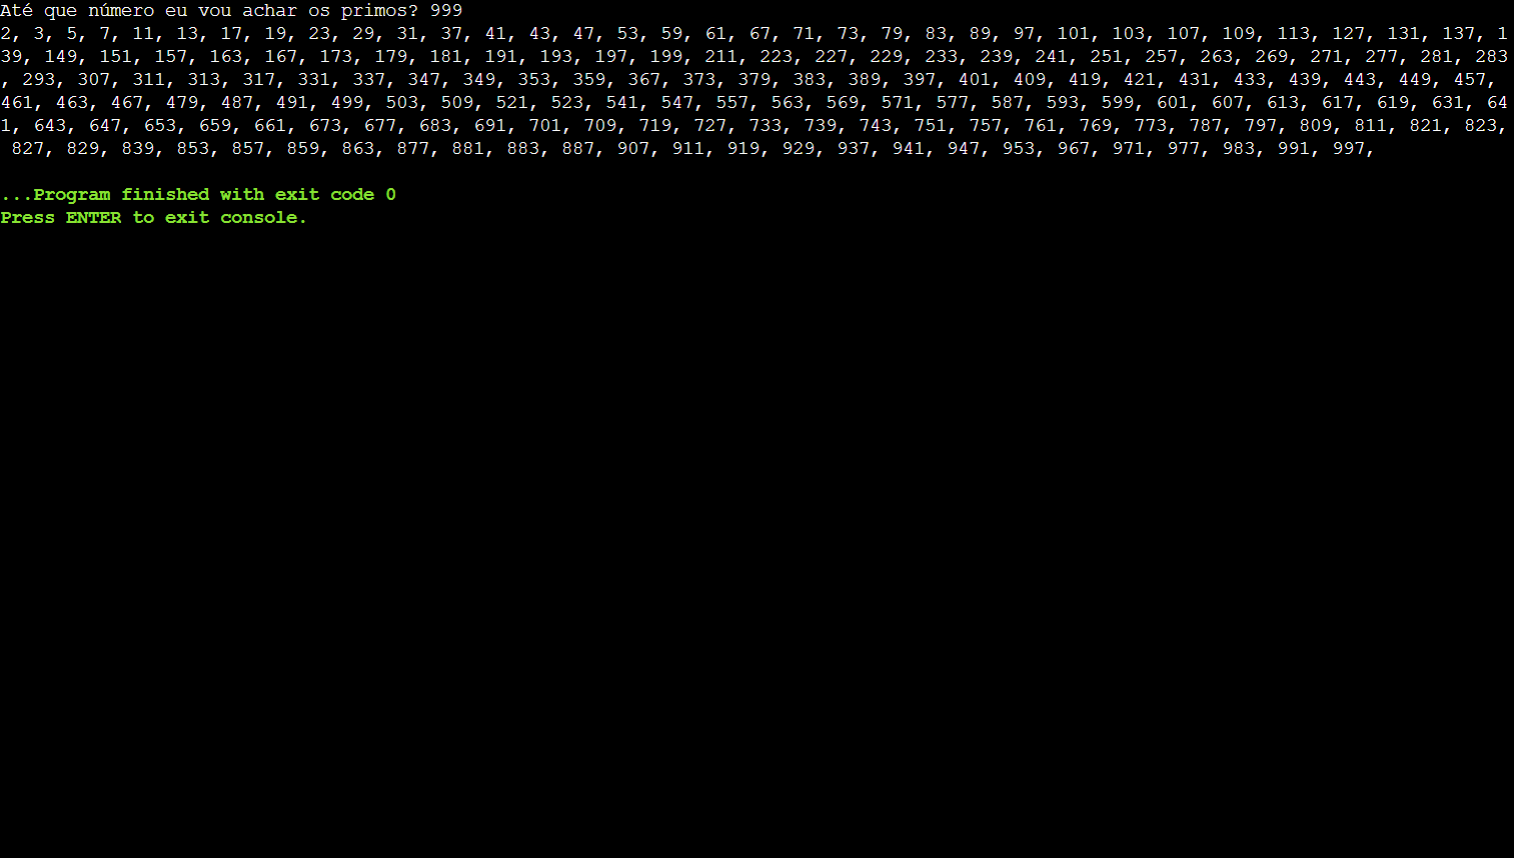 Até que número eu vou achar os primos? 999
2, 3, 5, 7, 11, 13, 17, 19, 23, 29, 31, 37, 41, 43, 47, 53, 59, 61, 67, 71, 73, 79, 83, 89, 97, 101, 103, 107, 109, 113, 127, 131, 137, 1
39, 149, 151, 157, 163, 167, 173, 179, 181, 191, 193, 197, 199, 211, 223, 227, 229, 233, 239, 241, 251, 257, 263, 269, 271, 277, 281, 283
, 293, 307, 311, 313, 317, 331, 337, 347, 349, 353, 359, 367, 373, 379, 383, 389, 397, 401, 409, 419, 421, 431, 433, 439, 443, 449, 457,
461, 463, 467, 479, 487, 491, 499, 503, 509, 521, 523, 541, 547, 557, 563, 569, 571, 577, 587, 593, 599, 601, 607, 613, 617, 619, 631, 64
1, 643, 647, 653, 659, 661, 673, 677, 683, 691, 701, 709, 719, 727, 733, 739, 743, 751, 757, 761, 769, 773, 787, 797, 809, 811, 821, 823,
827, 829, 839, 853, 857, 859, 863, 877, 881, 883, 887, 907, 911, 919, 929, 937, 941, 947, 953, 967, 971, 977, 983, 991, 997,
...Program finished with exit code 0
Press ENTER to exit console.